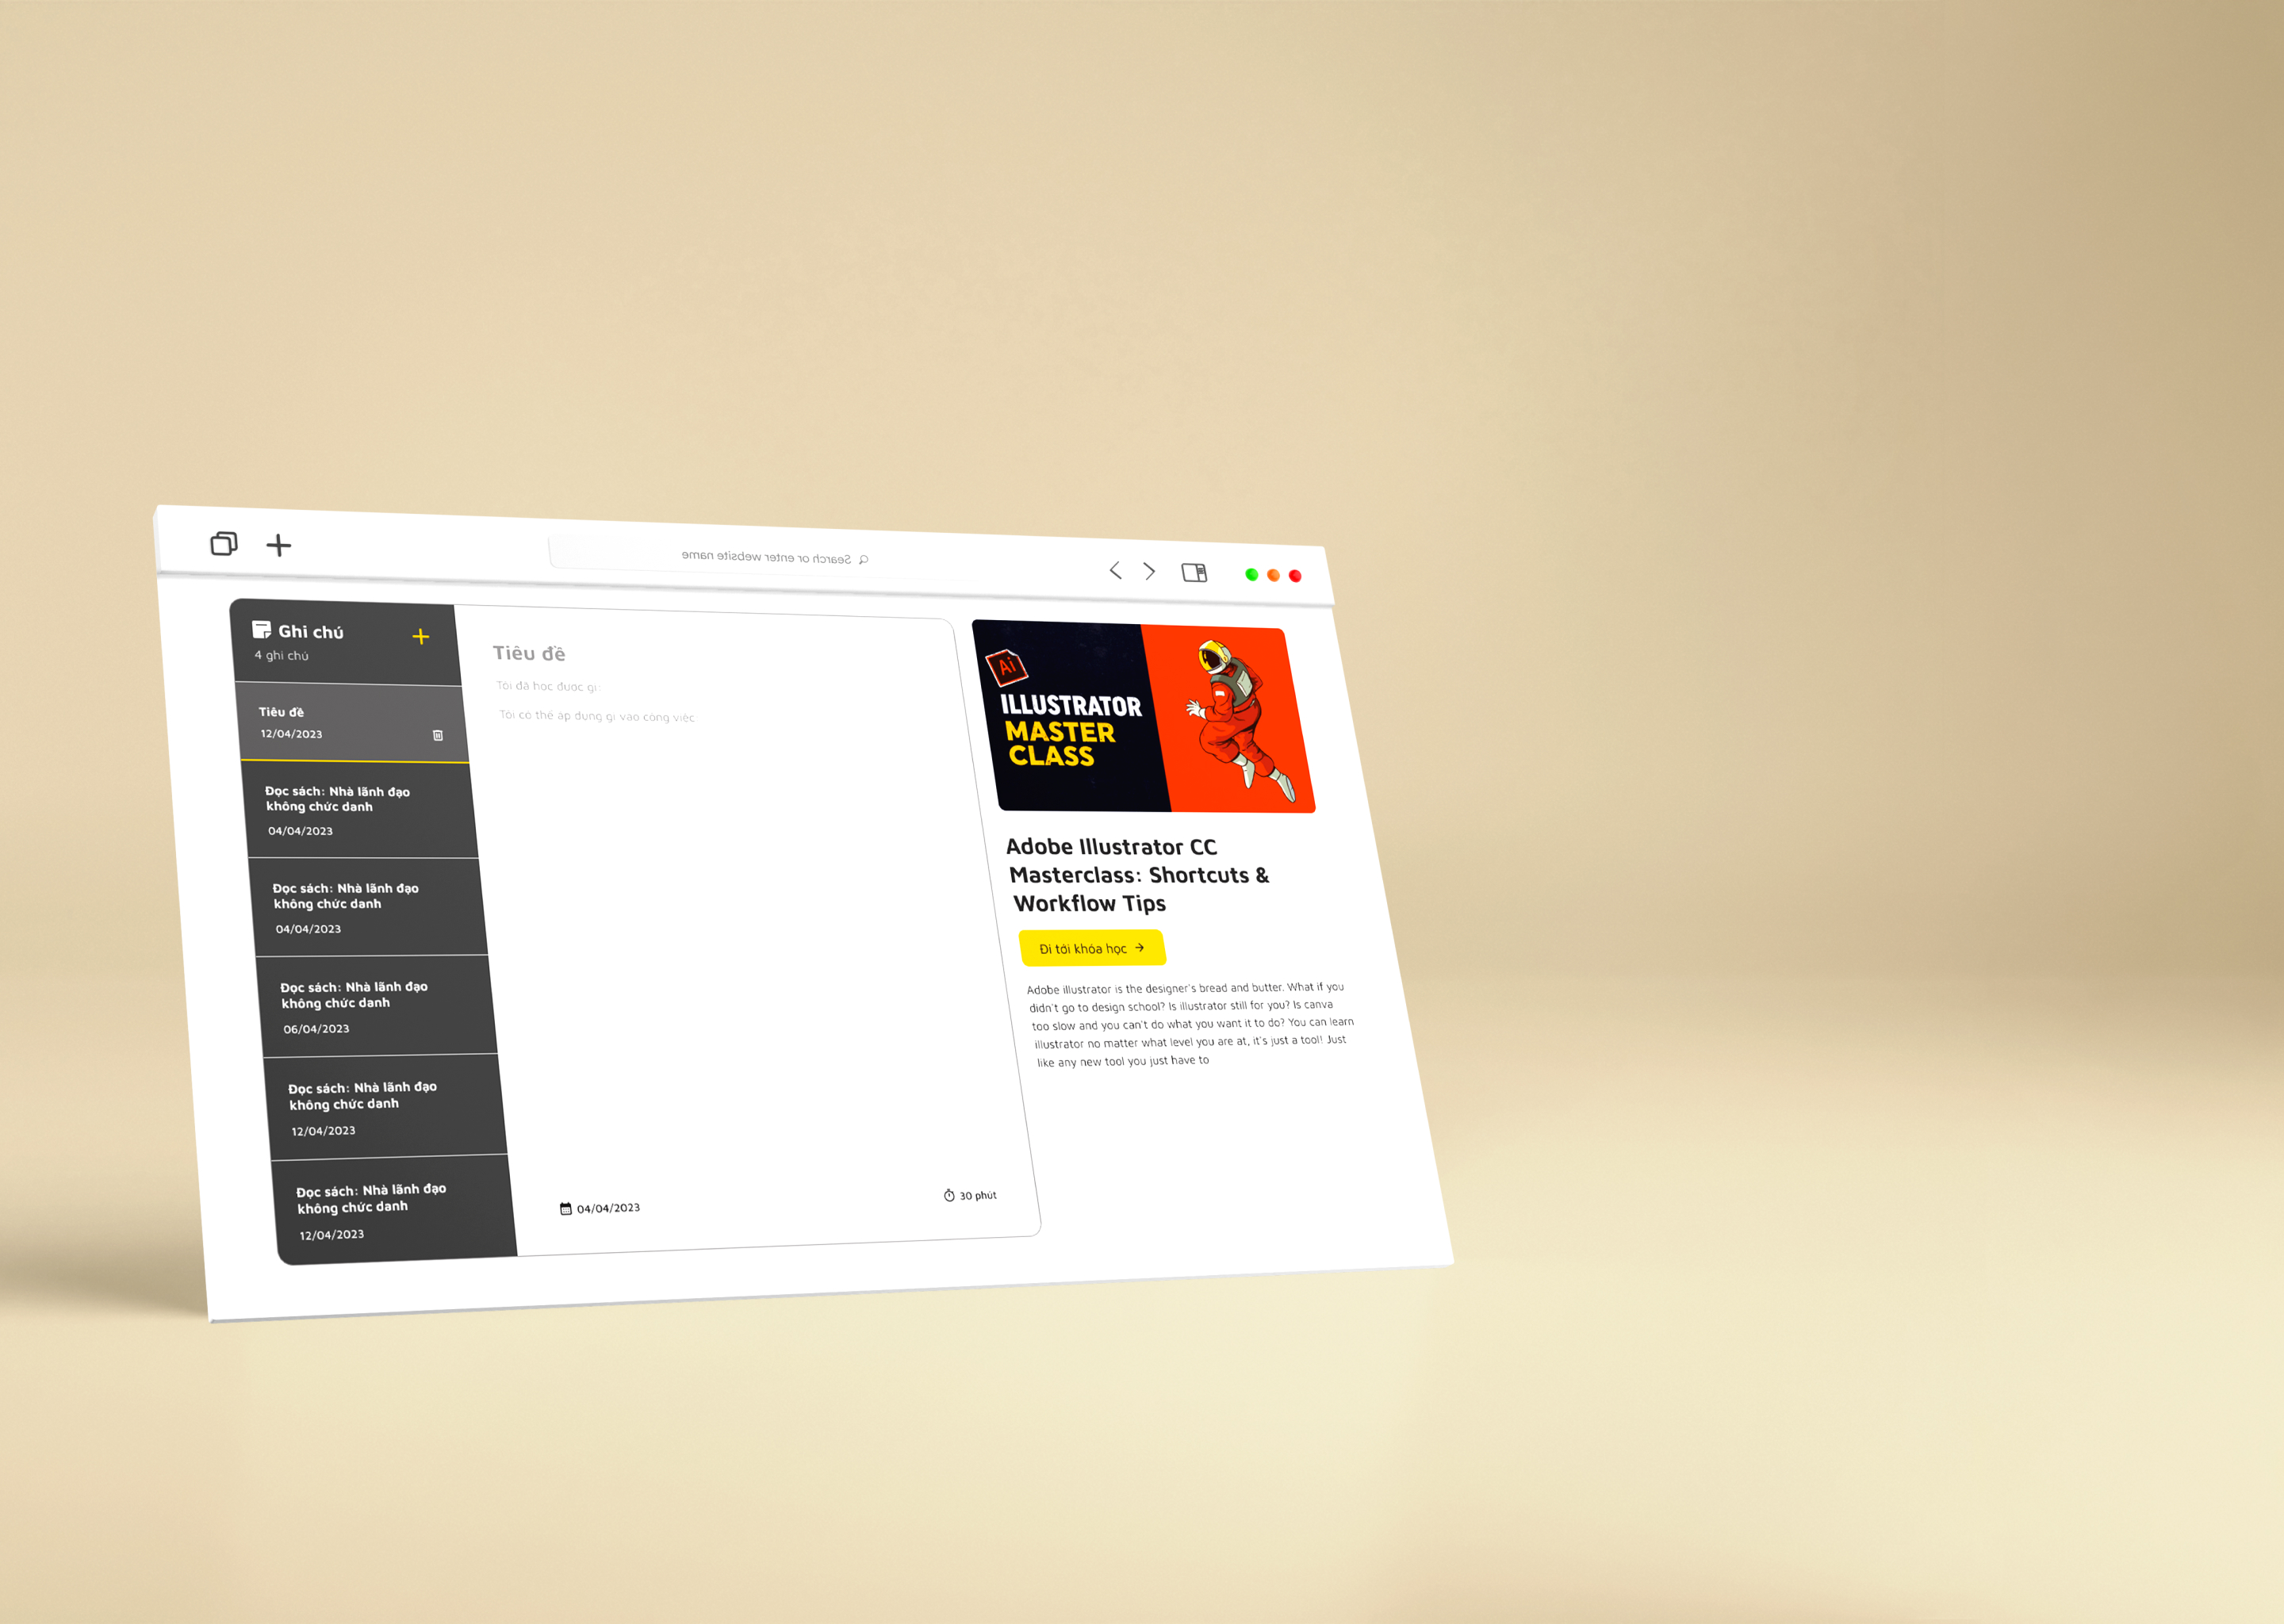 Search or enter website name
Ghi chú
4 ghi chú
Tiêu đề
12/04/2023
Đọc sách: Nhà lãnh đạo
không chức danh
04/04/2023
Đọc sách: Nhà lãnh đạo
không chức danh
04/04/2023
Đọc sách: Nhà lãnh đạo
không chức danh
06/04/2023
Đọc sách: Nhà lãnh đạo
không chức danh
12/04/2023
Đọc sách: Nhà lãnh đạo
không chức danh
12/04/2023
Tiêu đề
Tôi đã học được gì:
Tôi có thể áp dụng gì vào công việc
04/04/2023
30 phút
Ai
ILLUSTRATOR
MASTER
CLASS
Adobe Illustrator CC
Masterclass: Shortcuts &
Workflow Tips
Đi tới khóa học →
Adobe illustrator is the designer's bread and butter. What if you
didn't go to design school? Is illustrator still for you? Is canva
too slow and you can't do what you want it to do? You can learn
illustrator no matter what level you are at, it's just a tool! Just
like any new tool you just have to